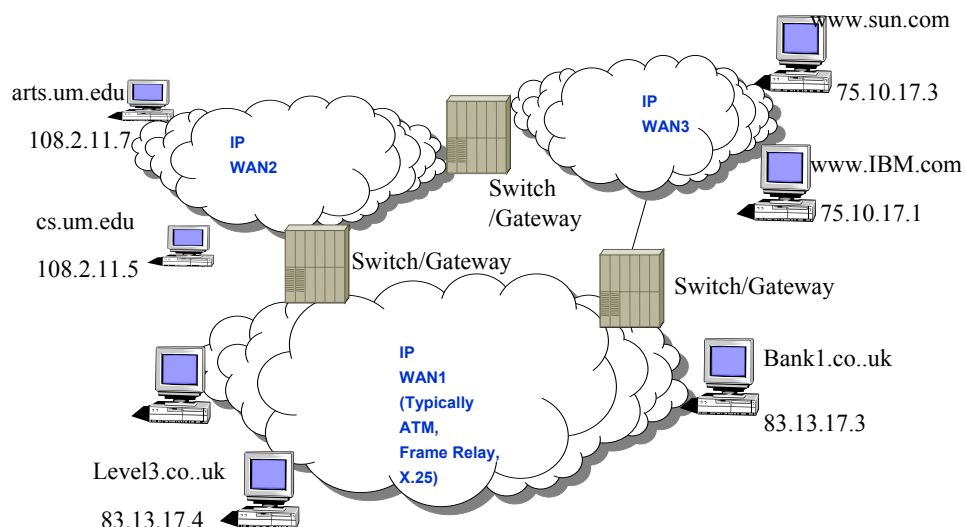 www.sun.com
75.10.17.3
arts.um.edu
108.2.11.7
IP
WAN2
IP
WAN3
www.IBM.com
75.10.17.1
Switch
/Gateway
cs.um.edu
108.2.11.5
Switch/Gateway
Switch/Gateway
IP
WAN1
(Typically
ATM,
Frame Relay,
X.25)
Bank1.co..uk
83.13.17.3
Level3.co..uk
83.13.17.4